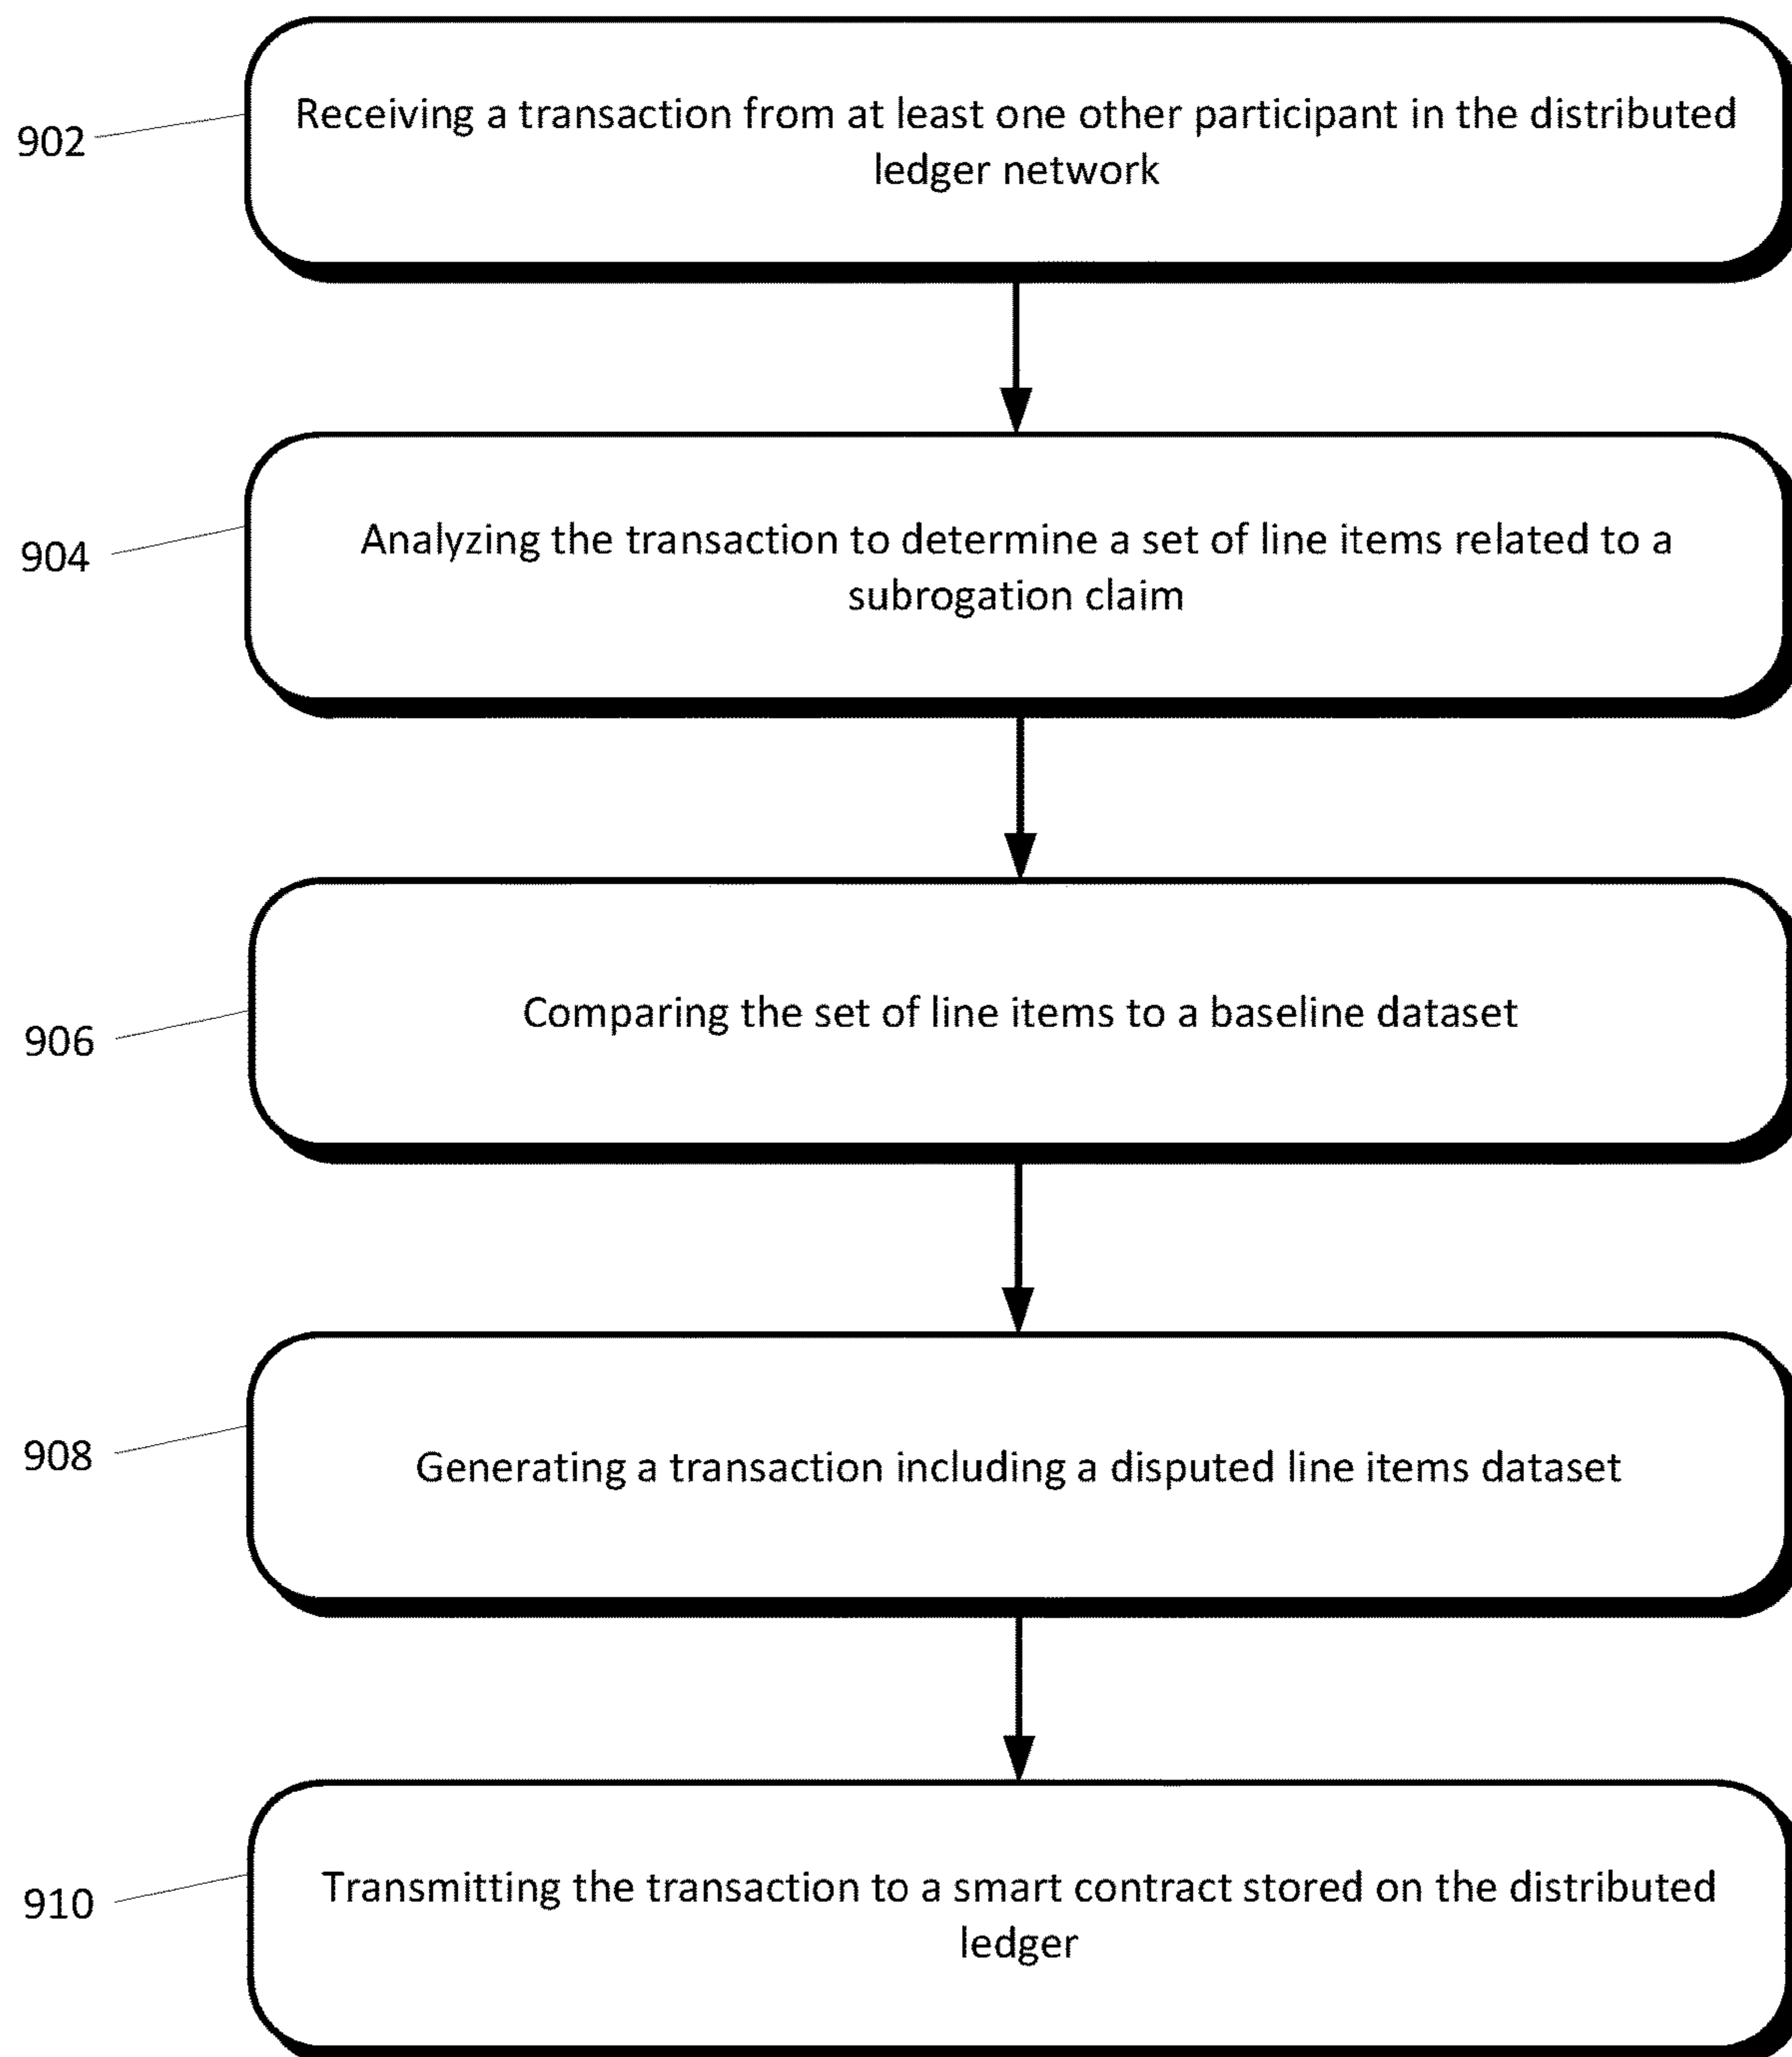 902
Receiving a transaction from at least one other participant in the distributed
ledger network
904
Analyzing the transaction to determine a set of line items related to a
subrogation claim
906
Comparing the set of line items to a baseline dataset
908
Generating a transaction including a disputed line items dataset
910
Transmitting the transaction to a smart contract stored on the distributed
ledger